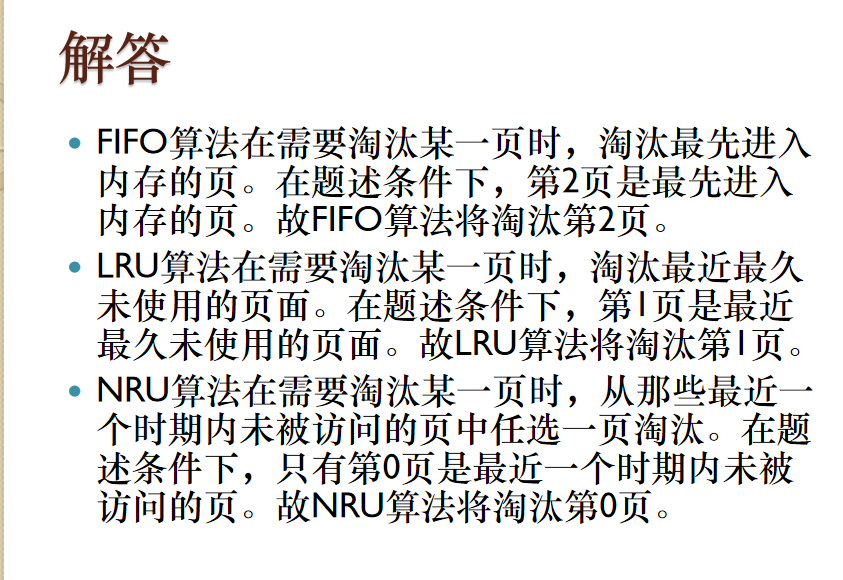 解答
• FIFO算法在需要淘汰某一页时，淘汰最先进入
内存的页。在题述条件下，第2页是最先进入
内存的页。故FIFO算法将淘汰第2页。
• LRU算法在需要淘汰某一页时，淘汰最近最久
未使用的页面。在题述条件下，第1页是最近
最久未使用的页面。故LRU算法将淘汰第1页。
• NRU算法在需要淘汰某一页时，从那些最近一
个时期内未被访问的页中任选一页淘汰。在题
述条件下，只有第0页是最近一个时期内未被
访问的页。故NRU算法将淘汰第0页。